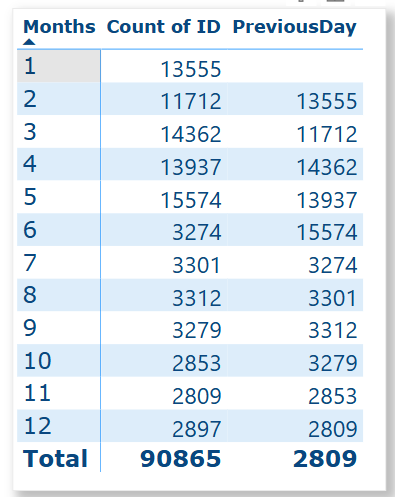 Months Count of ID PreviousDay
1 13555
2 11712 13555
3 14362 11712
4 13937 14362
5 15574 13937
6 3274 15574
7 3301 3274
8 3312 3301
9 3279 3312
10 2853 3279
11 2809 2853
12 2897 2809
Total 90865 2809